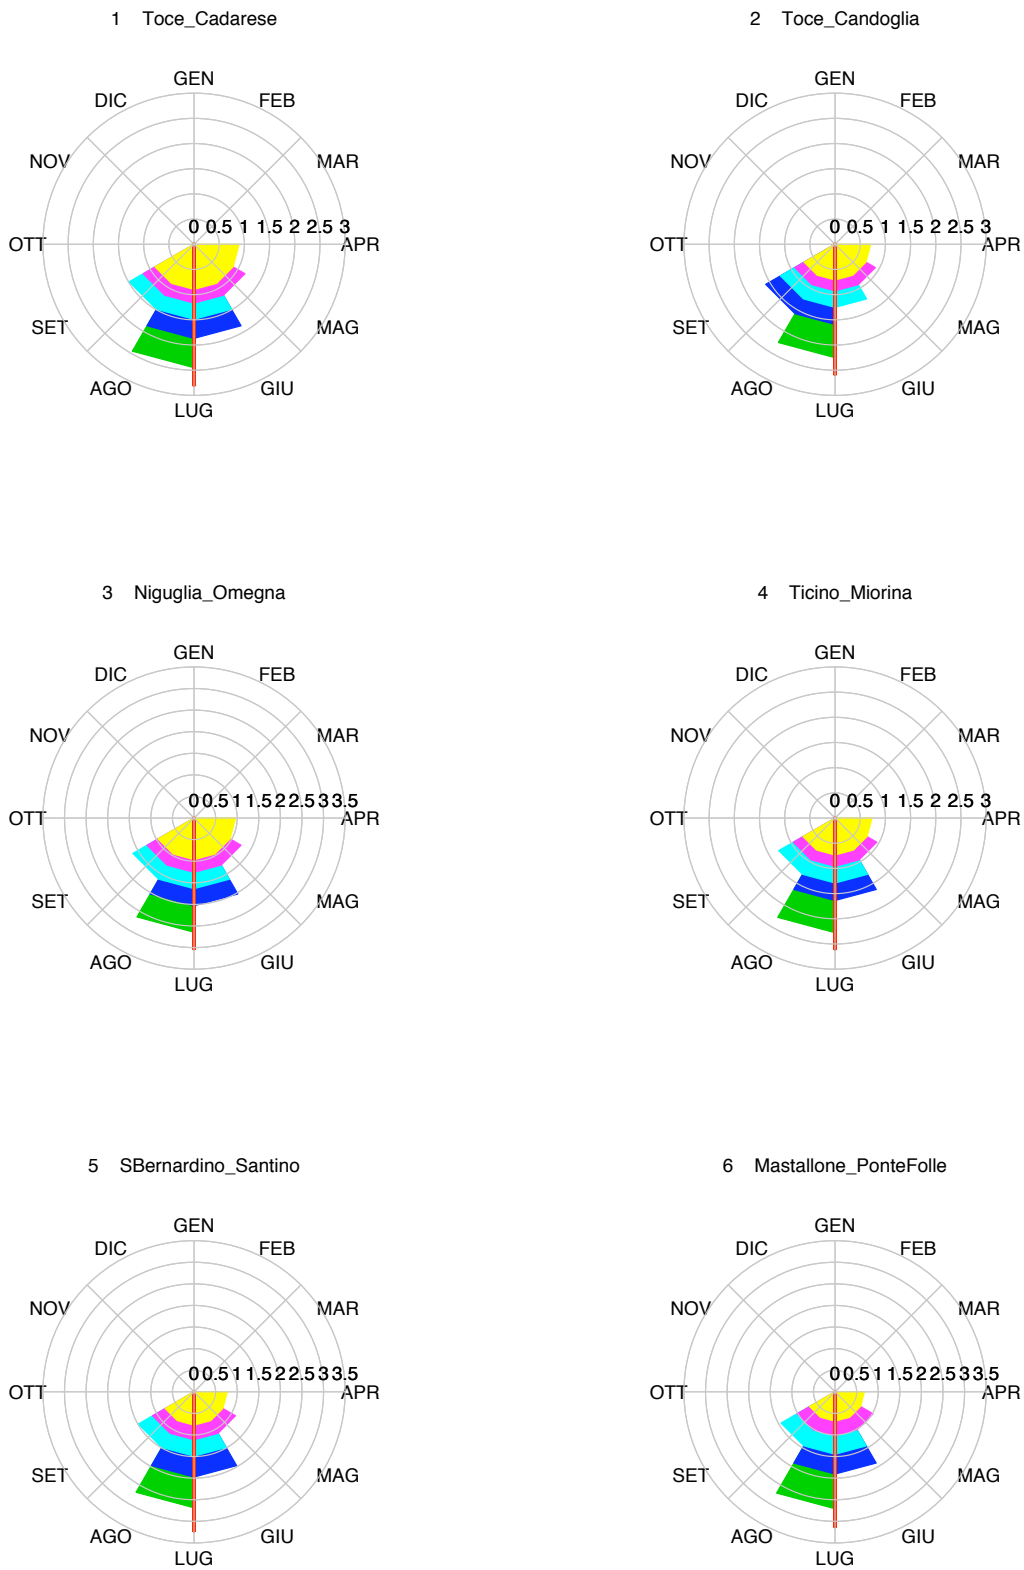 1 Toce_Cadarese
2 Toce_Candoglia
GEN
DIC FEB
NOV MAR
0 0.5 1 1.5 2 2.5 3
OTT APR
SET MAG
AGO GIU
LUG
GEN
DIC FEB
NOV MAR
0 0.5 1 1.5 2 2.5 3
OTT APR
SET MAG
AGO GIU
LUG
3 Niguglia_Omegna
4 Ticino_Miorina
GEN
DIC FEB
NOV MAR
0 0.5 1 1.5 2 2.5 3 3.5
OTT APR
SET MAG
AGO GIU
LUG
GEN
DIC FEB
NOV MAR
0 0.5 1 1.5 2 2.5 3
OTT APR
SET MAG
AGO GIU
LUG
5 SBernardino_Santino
6 Mastallone_PonteFolle
GEN
DIC FEB
NOV MAR
0 0.5 1 1.5 2 2.5 3 3.5
OTT APR
SET MAG
AGO GIU
LUG
GEN
DIC FEB
NOV MAR
0 0.5 1 1.5 2 2.5 3 3.5
OTT APR
SET MAG
AGO GIU
LUG